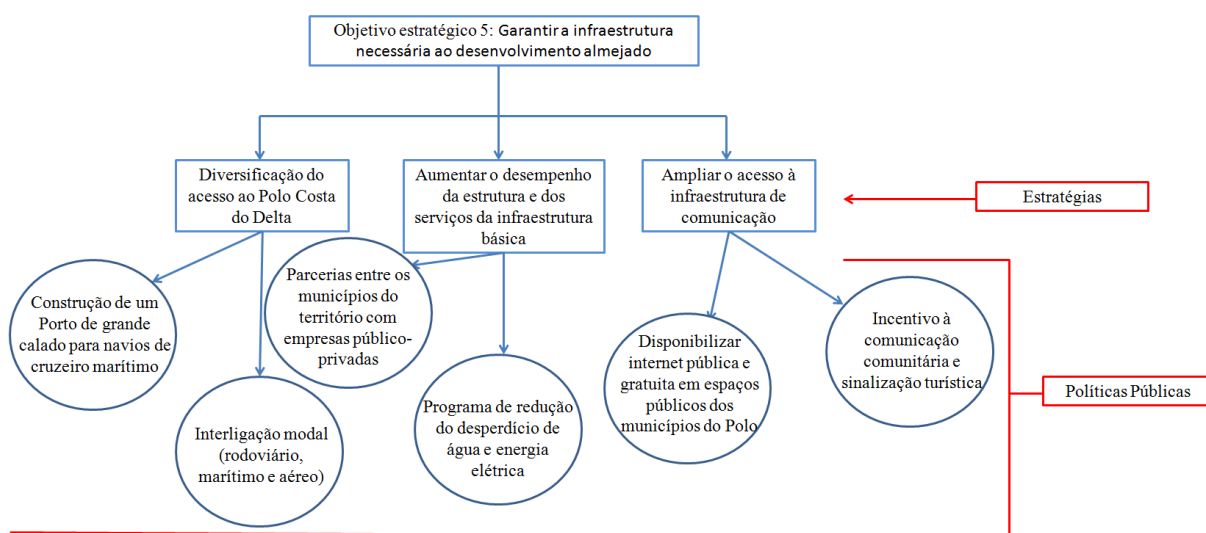 Objetivo estratégico 5: Garantir a infraestrutura
necessária ao desenvolvimento almejado
Diversificação do
acesso ao Polo Costa
do Delta
Aumentar o desempenho
da estrutura e dos
serviços da infraestrutura
básica
Ampliar o acesso à
infraestrutura de
comunicação
Estratégias
Construção de um
Porto de grande
calado para navios de
cruzeiro marítimo
Interligação modal
(rodoviário,
marítimo e aéreo)
Parcerias entre os
municípios do
território com
empresas público-
privadas
Programa de redução
do desperdício de
água e energia
elétrica
Disponibilizar
internet pública e
gratuita em espaços
públicos dos
municípios do Polo
Incentivo à
comunicação
comunitária e
sinalização turística
Políticas Públicas